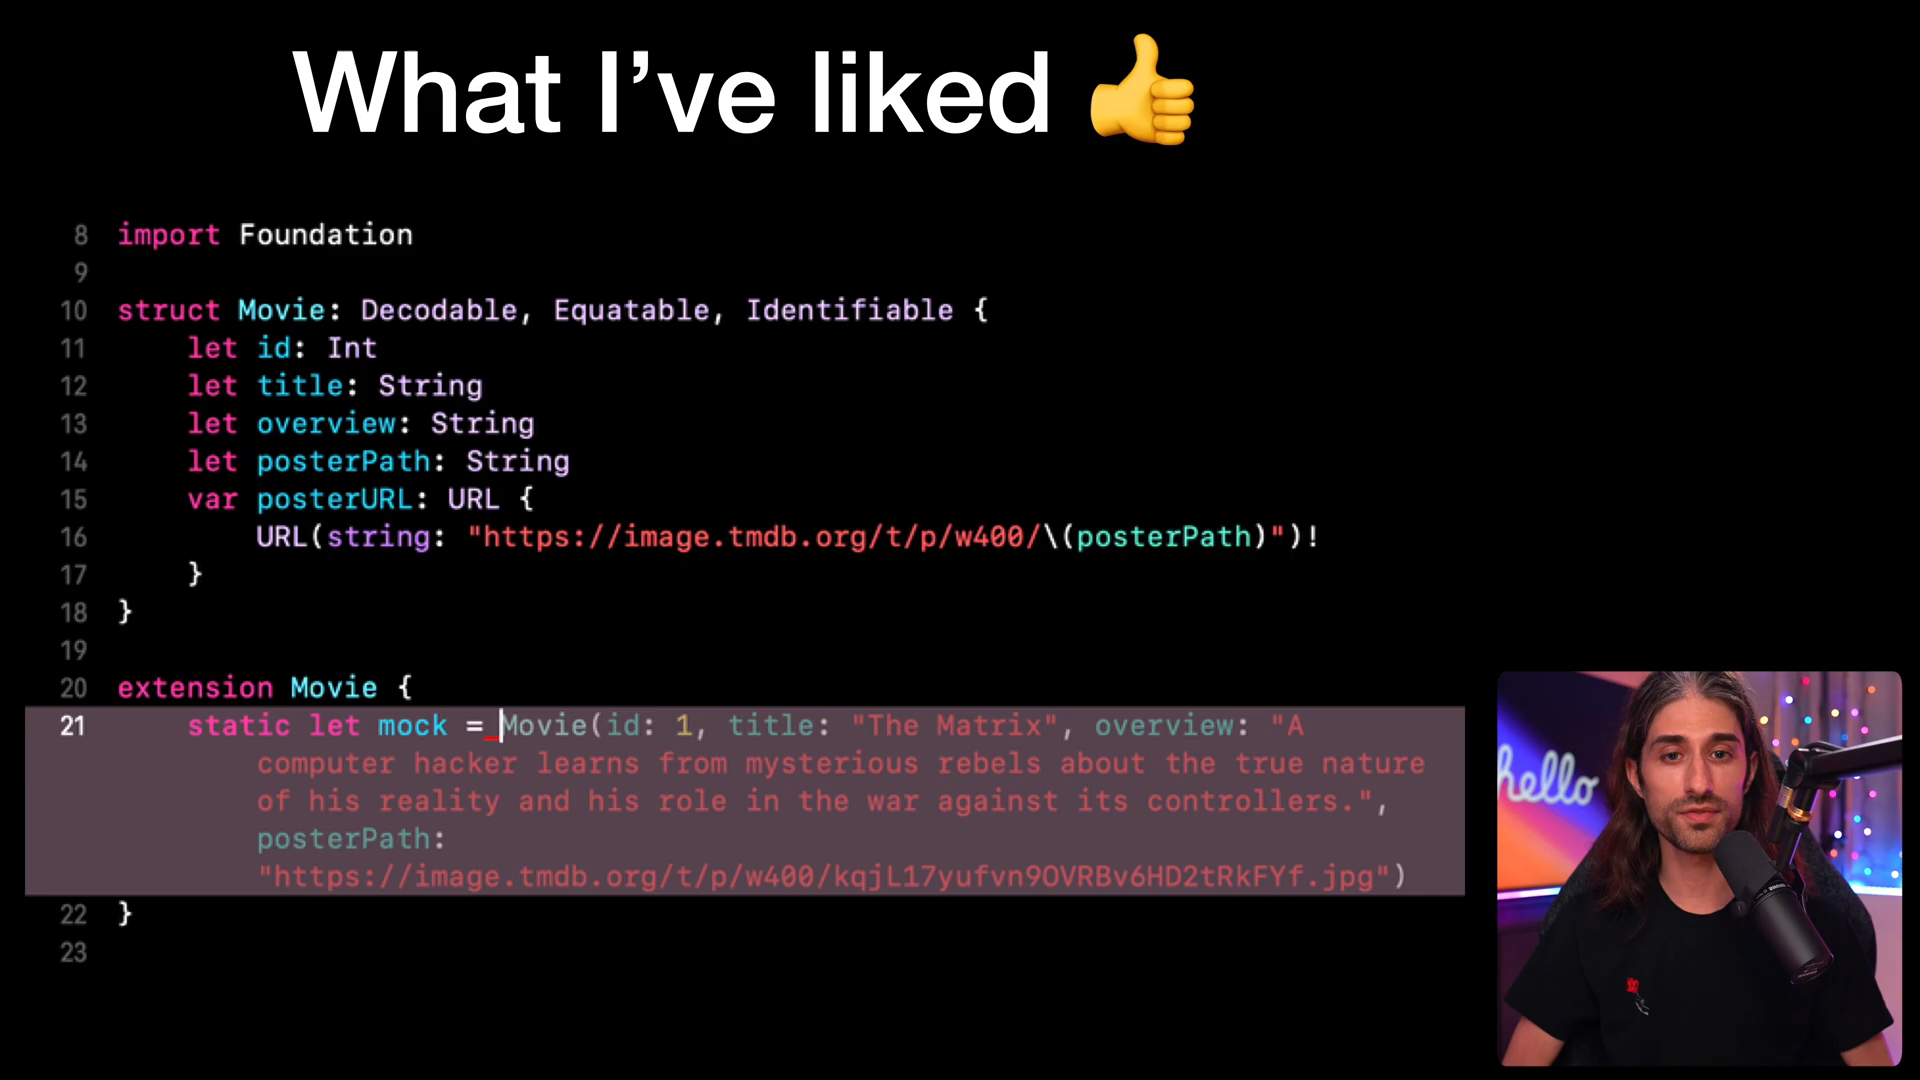 What I’ve liked 👍
8 import Foundation
9
10 struct Movie: Decodable, Equatable, Identifiable {
11     let id: Int
12     let title: String
13     let overview: String
14     let posterPath: String
15     var posterURL: URL {
16         URL(string: "https://image.tmdb.org/t/p/w400/\(posterPath)")!
17     }
18 }
19
20 extension Movie {
21     static let mock = Movie(id: 1, title: "The Matrix", overview: "A
computer hacker learns from mysterious rebels about the true nature
of his reality and his role in the war against its controllers.",
posterPath:
"https://image.tmdb.org/t/p/w400/kqjL17yufvn9OVRBv6HD2tRkFYf.jpg")
22 }
23
hello